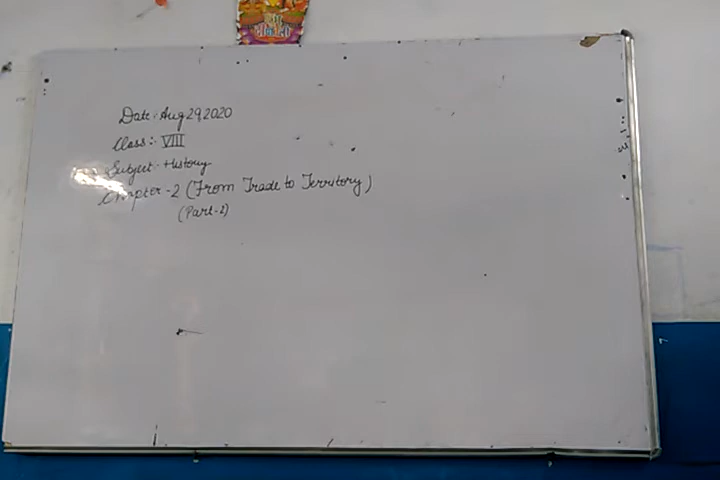 Date:-Aug 29,2020
Class:- VIII
Subject:- History
Chapter-2 (From Trade to Territory)
(Part-2)